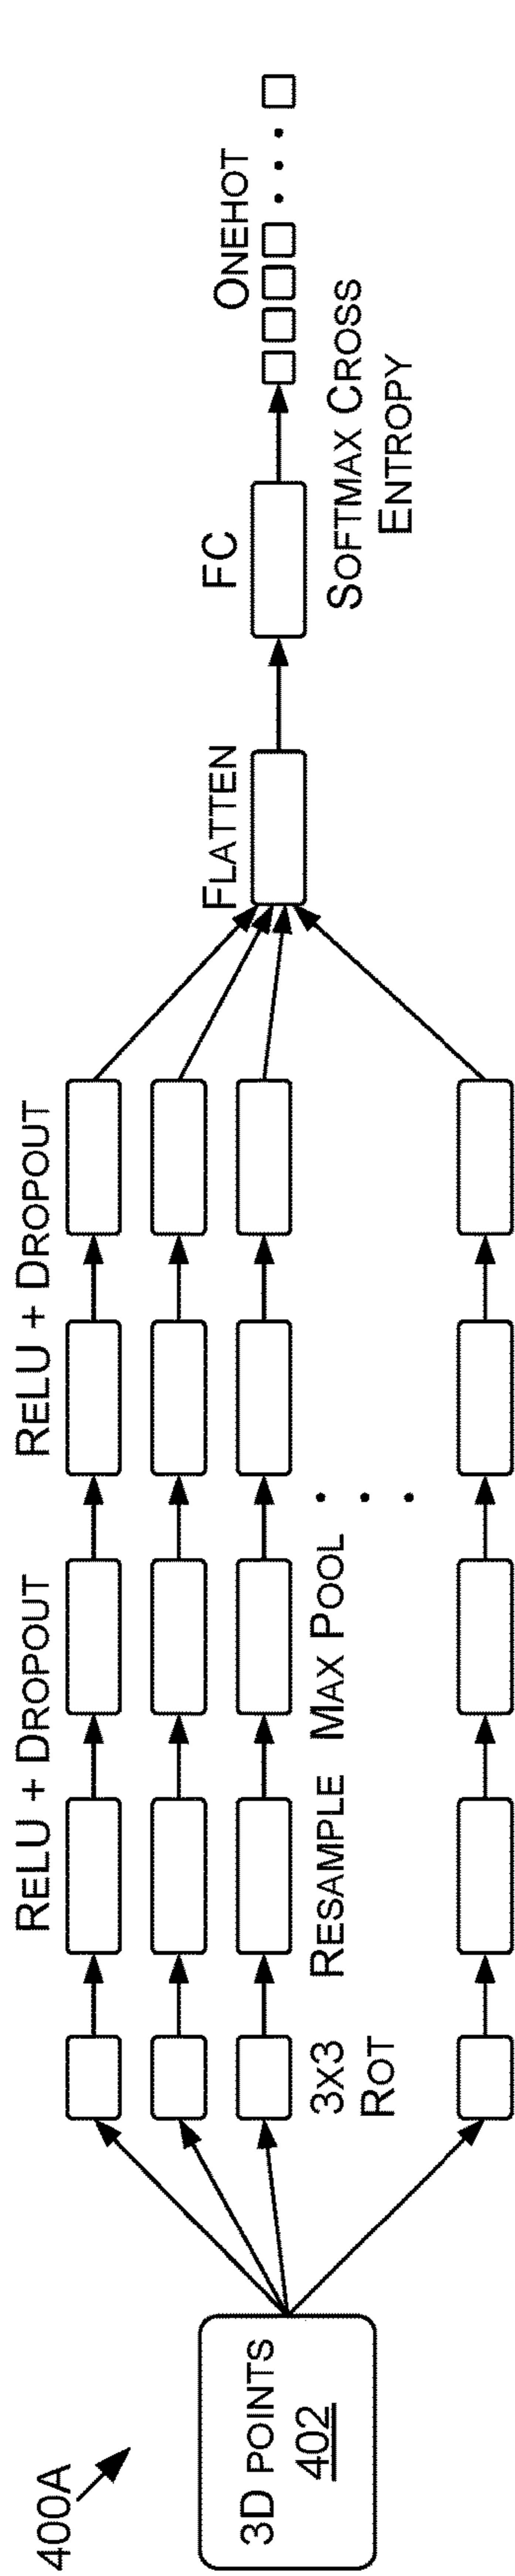 400A
3D POINTS
402
3X3
ROT
RELU + DROPOUT
RESAMPLE
MAX POOL
RELU + DROPOUT
FLATTEN
FC
SOFTMAX CROSS
ENTROPY
ONEHOT